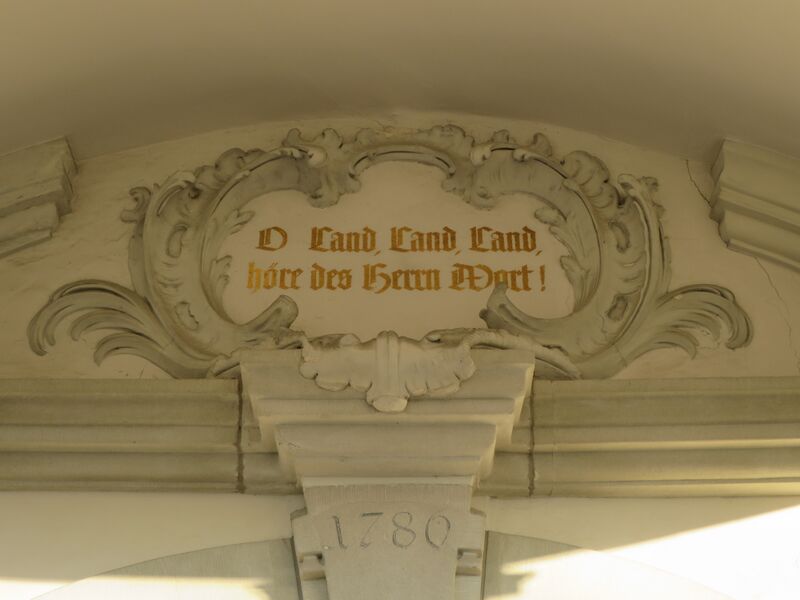 O Land, Land, Land,
höre des Herrn Wort!
1780